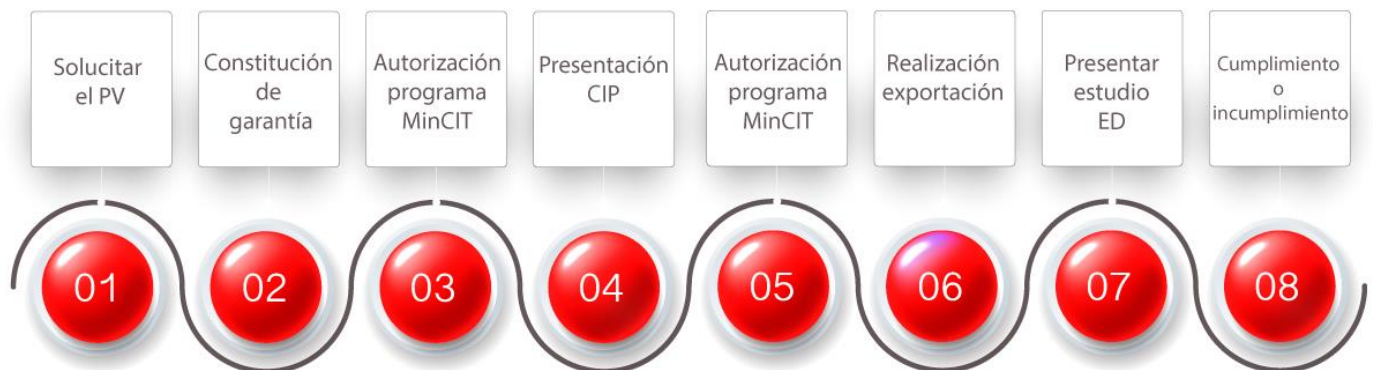 Solucitar
el PV
Constitución
de
garantía
Autorización
programa
MinCIT
Presentación
CIP
Autorización
programa
MinCIT
Realización
exportación
Presentar
estudio
ED
Cumplimiento
o
incumplimiento
01
02
03
04
05
06
07
08